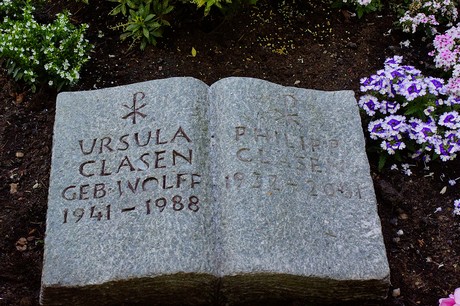 URSULA
CLASEN
GEB·WOLFF
1941 – 1988
PHILIPP
CLASEN